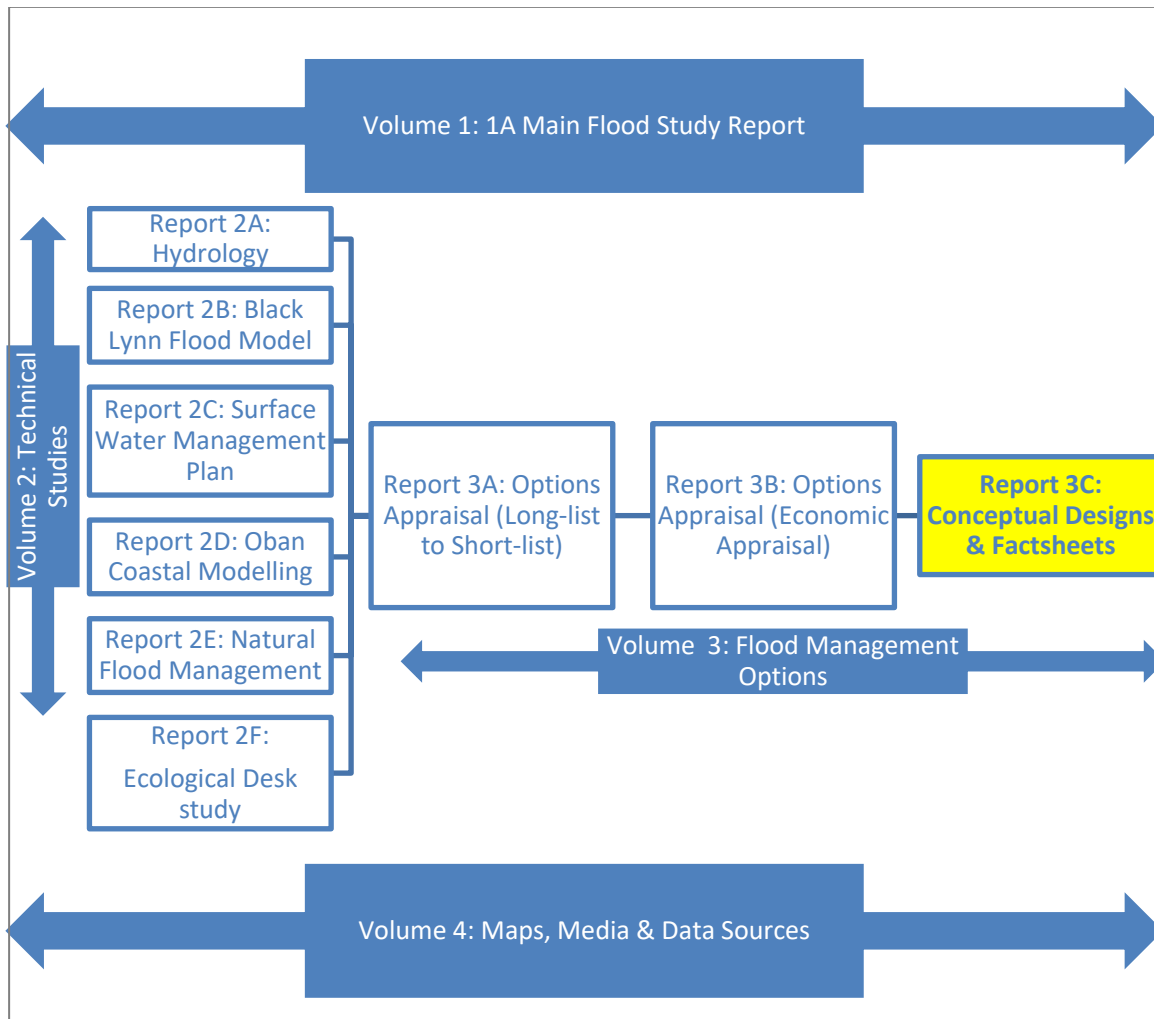 Volume 1: 1A Main Flood Study Report
Volume 2: Technical
Studies
Report 2A:
Hydrology
Report 2B: Black
Lynn Flood Model
Report 2C: Surface
Water Management
Plan
Report 2D: Oban
Coastal Modelling
Report 2E: Natural
Flood Management
Report 2F:
Ecological Desk
study
Report 3A: Options
Appraisal (Long-list
to Short-list)
Report 3B: Options
Appraisal (Economic
Appraisal)
Report 3C:
Conceptual Designs
& Factsheets
Volume 3: Flood Management
Options
Volume 4: Maps, Media & Data Sources